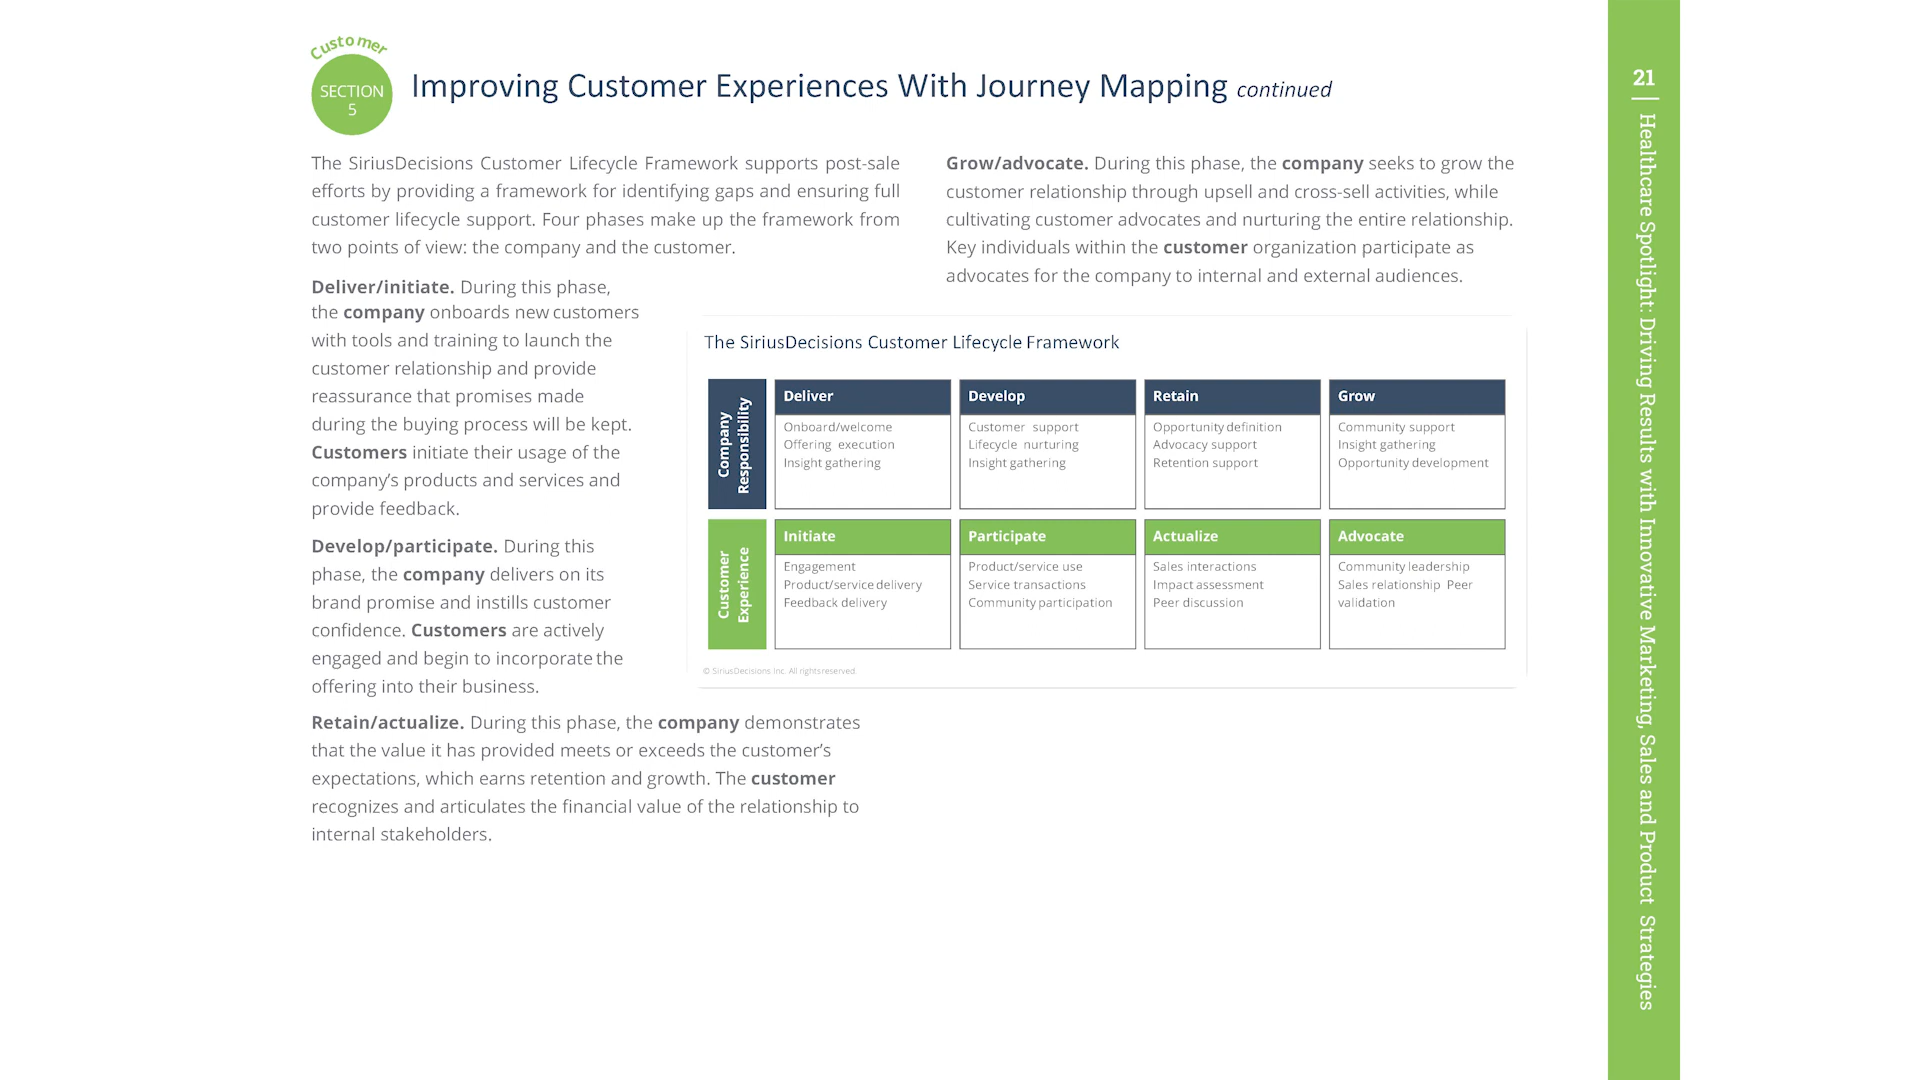 Customer
SECTION
5
Improving Customer Experiences With Journey Mapping continued
The SiriusDecisions Customer Lifecycle Framework supports post-sale
efforts by providing a framework for identifying gaps and ensuring full
customer lifecycle support. Four phases make up the framework from
two points of view: the company and the customer.
Deliver/initiate. During this phase,
the company onboards new customers
with tools and training to launch the
customer relationship and provide
reassurance that promises made
during the buying process will be kept.
Customers initiate their usage of the
company’s products and services and
provide feedback.
Develop/participate. During this
phase, the company delivers on its
brand promise and instills customer
confidence. Customers are actively
engaged and begin to incorporate the
offering into their business.
Retain/actualize. During this phase, the company demonstrates
that the value it has provided meets or exceeds the customer’s
expectations, which earns retention and growth. The customer
recognizes and articulates the financial value of the relationship to
internal stakeholders.
Grow/advocate. During this phase, the company seeks to grow the
customer relationship through upsell and cross-sell activities, while
cultivating customer advocates and nurturing the entire relationship.
Key individuals within the customer organization participate as
advocates for the company to internal and external audiences.
The SiriusDecisions Customer Lifecycle Framework
Company
Responsibility
Deliver
Onboard/welcome
Offering execution
Insight gathering
Develop
Customer support
Lifecycle nurturing
Insight gathering
Retain
Opportunity definition
Advocacy support
Retention support
Grow
Community support
Insight gathering
Opportunity development
Customer
Experience
Initiate
Engagement
Product/service delivery
Feedback delivery
Participate
Product/service use
Service transactions
Community participation
Actualize
Sales interactions
Impact assessment
Peer discussion
Advocate
Community leadership
Sales relationship Peer
validation
© SiriusDecisions Inc. All rights reserved.
21
Healthcare Spotlight: Driving Results with Innovative Marketing, Sales and Product Strategies